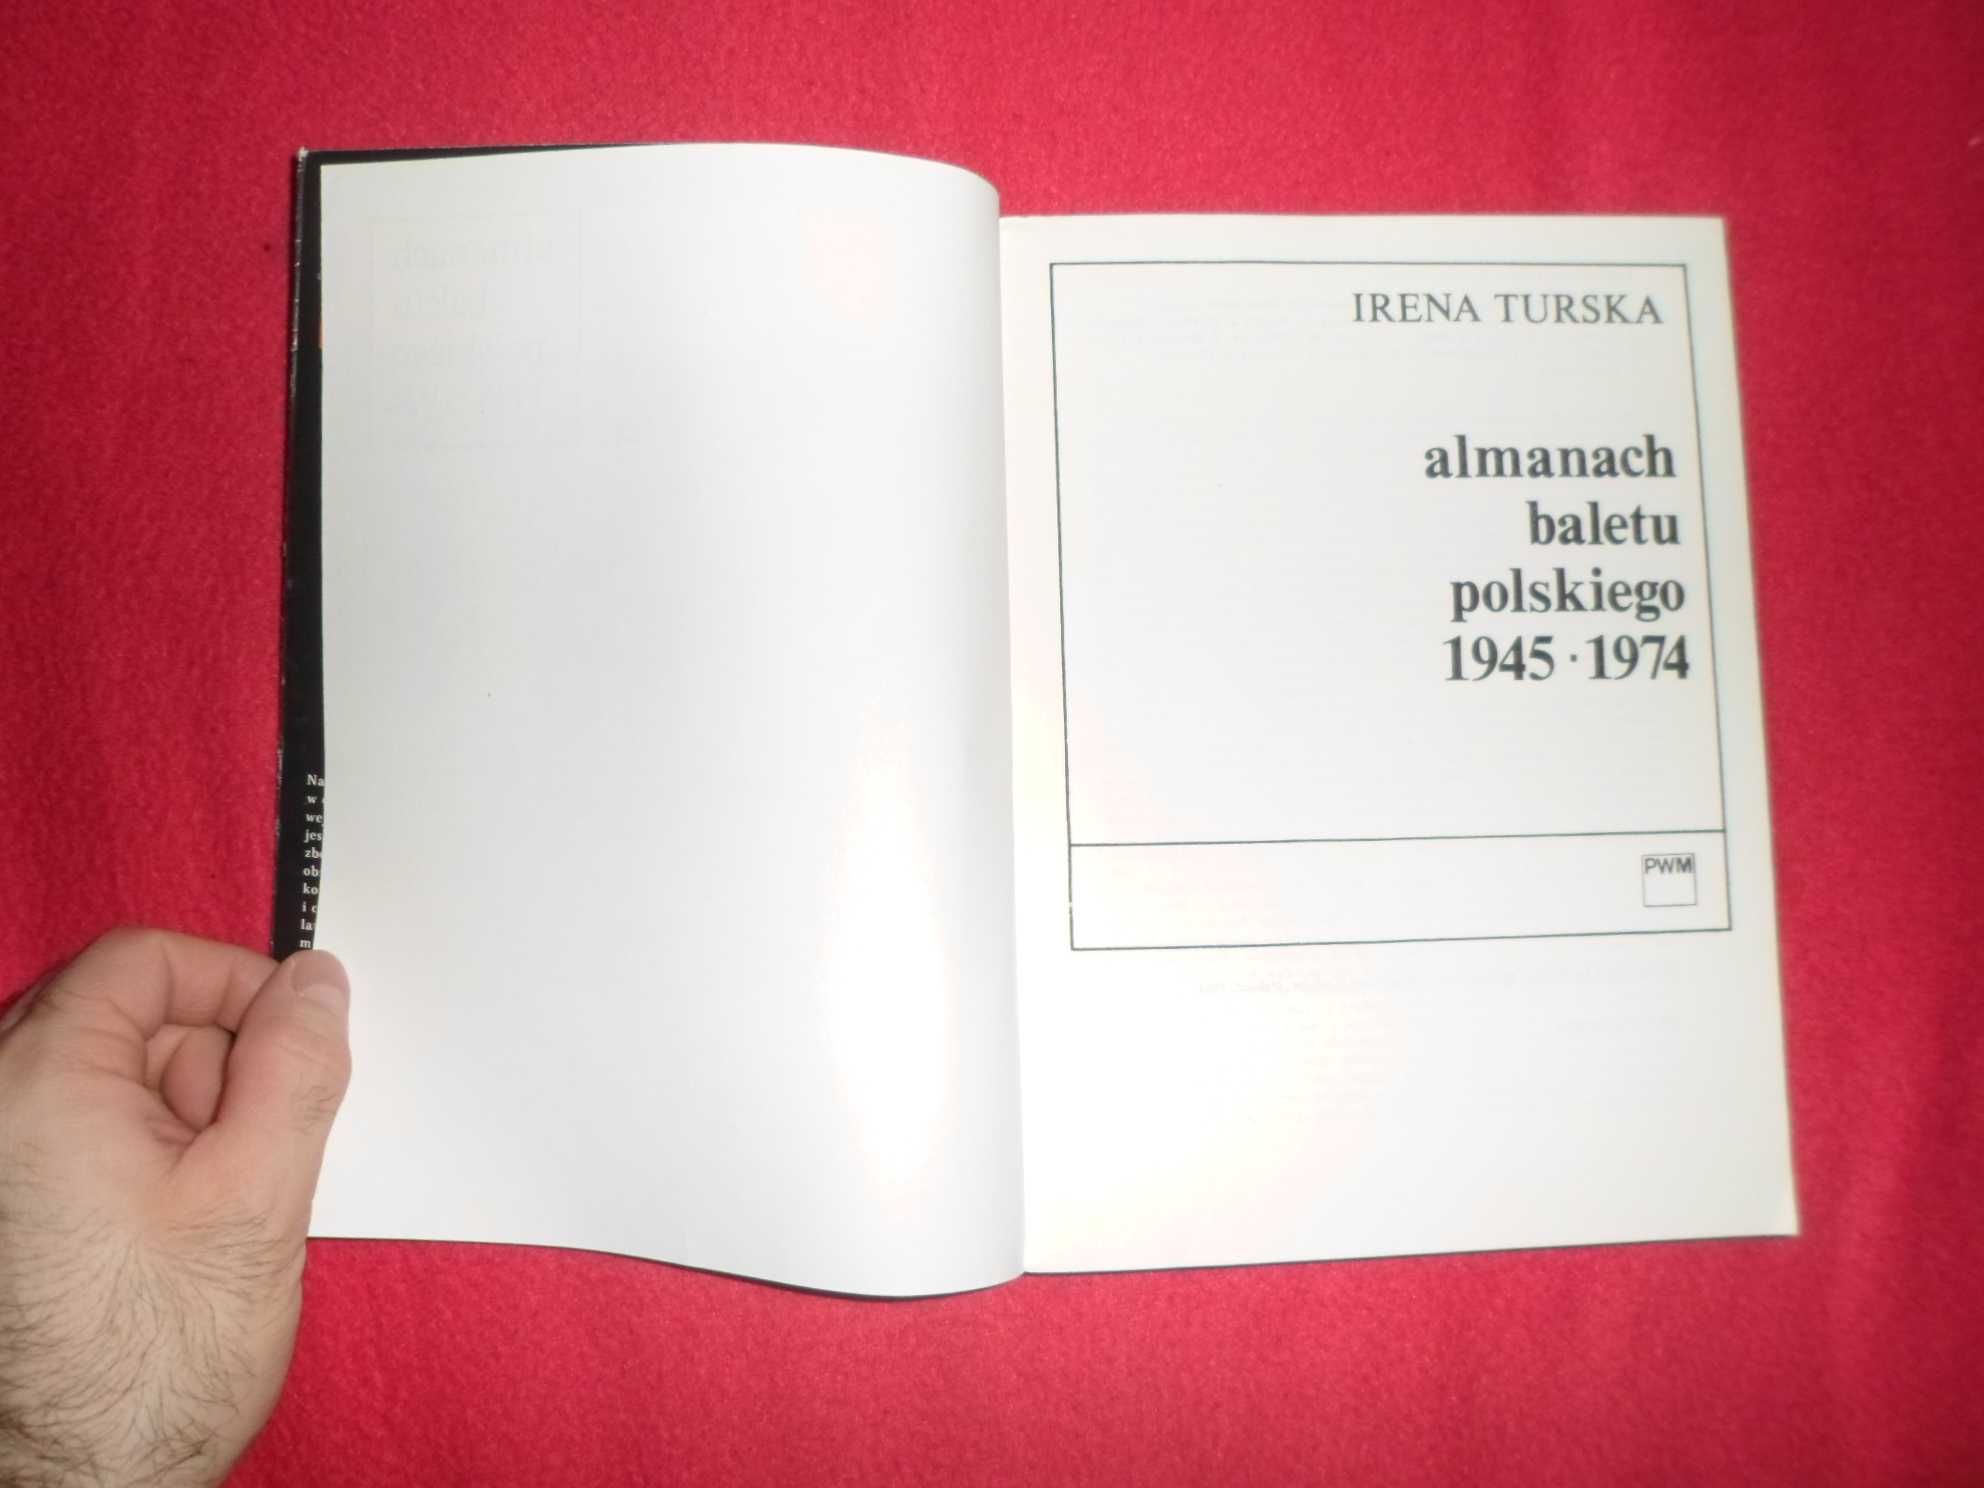 IRENA TURSKA
almanach
baletu
polskiego
1945 · 1974
PWM